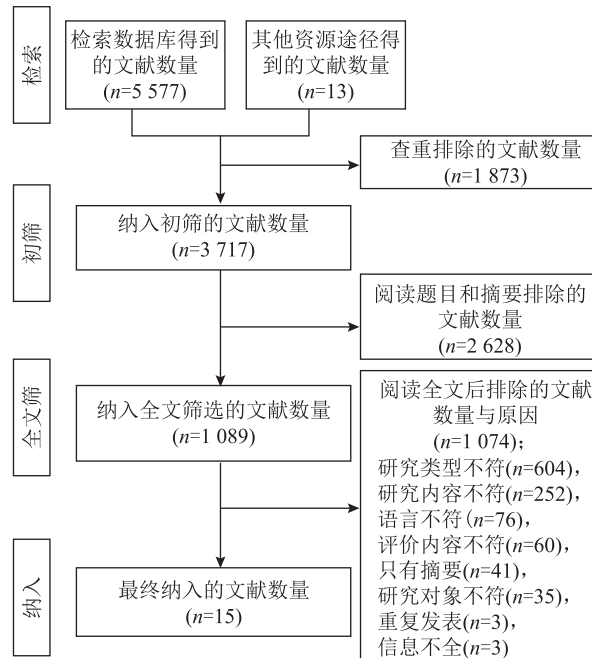 检索
检索数据库得到
的文献数量
(n=5 577)
其他资源途径得
到的文献数量
(n=13)
查重排除的文献数量
(n=1 873)
初筛
纳入初筛的文献数量
(n=3 717)
阅读题目和摘要排除的
文献数量
(n=2 628)
全文筛
纳入全文筛选的文献数量
(n=1 089)
阅读全文后排除的文献
数量与原因
(n=1 074);
研究类型不符(n=604),
研究内容不符(n=252),
语言不符(n=76),
评价内容不符(n=60),
只有摘要(n=41),
研究对象不符(n=35),
重复发表(n=3),
信息不全(n=3)
纳入
最终纳入的文献数量
(n=15)